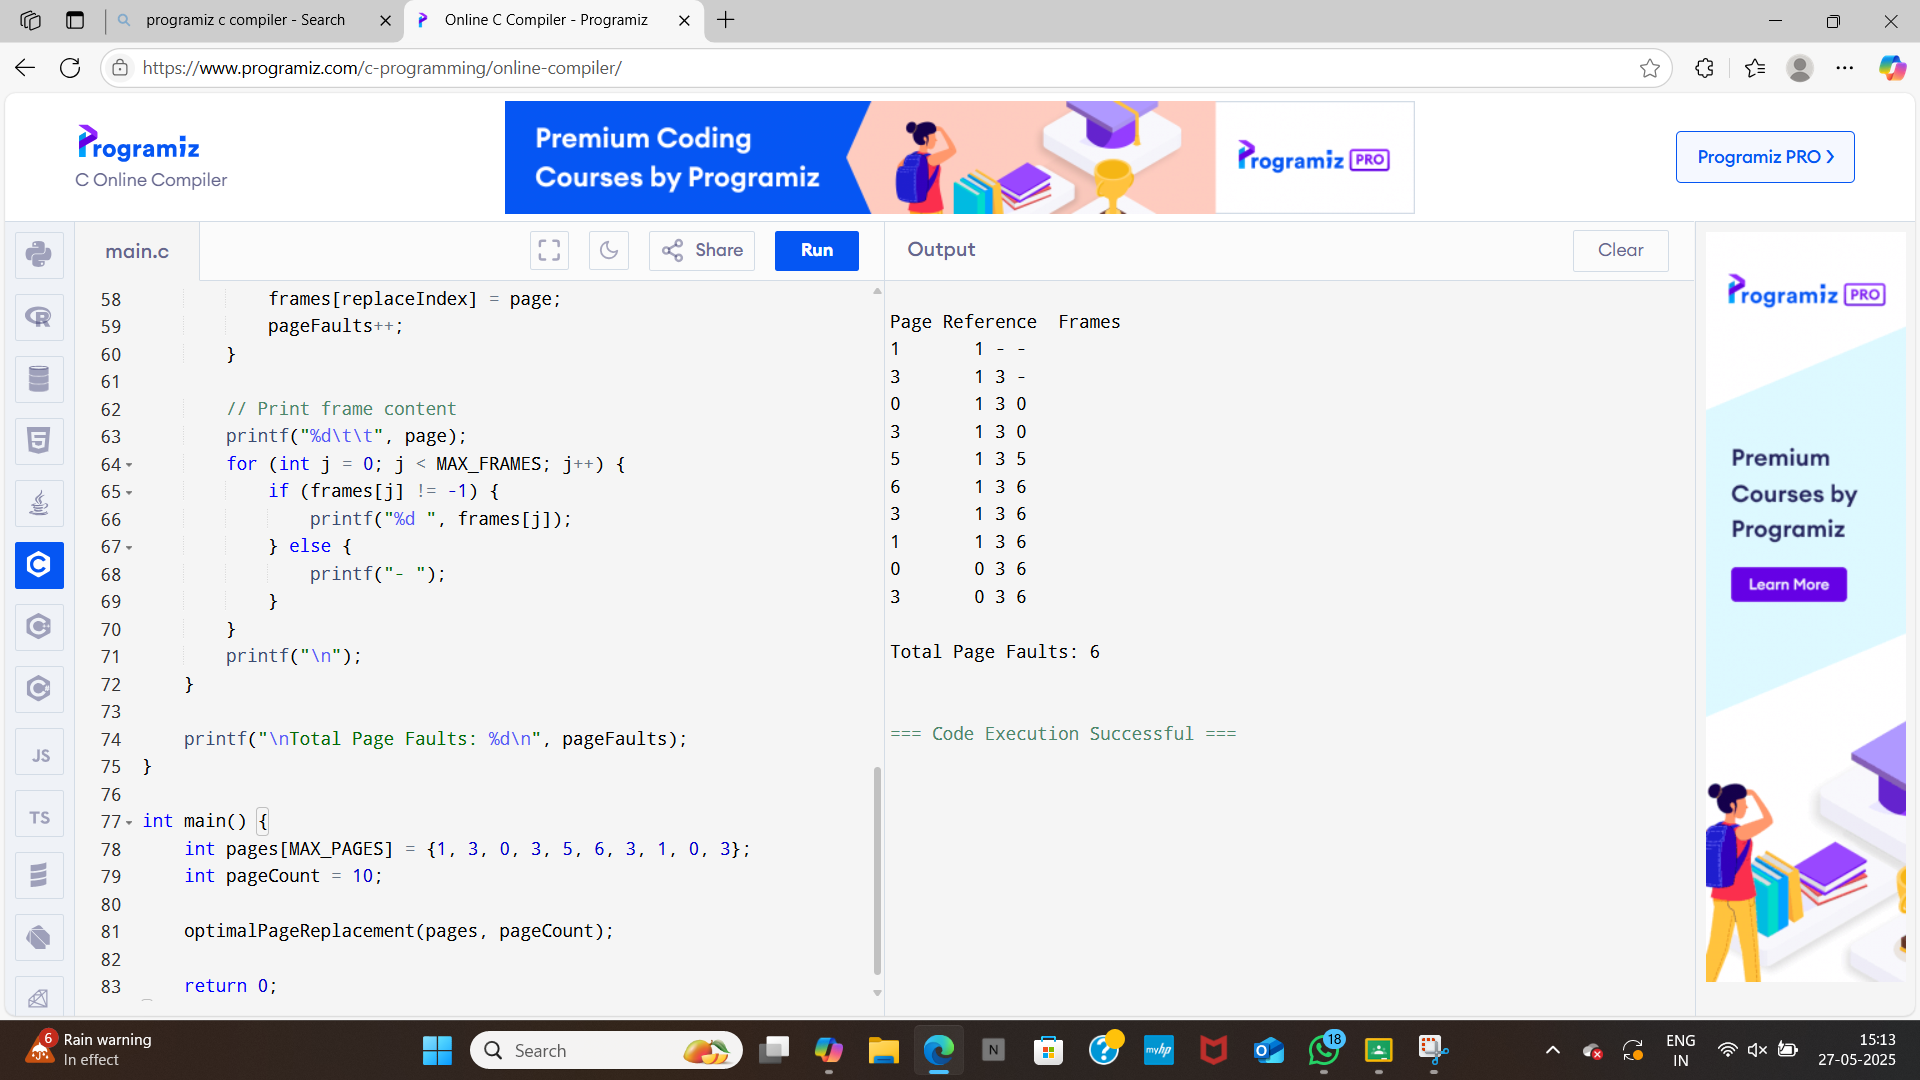 programiz c compiler - Search
Online C Compiler - Programiz
https://www.programiz.com/c-programming/online-compiler/
Programiz
C Online Compiler
Premium Coding
Courses by Programiz
Programiz PRO
Programiz PRO ›
main.c
Share
Run
Output
Clear
58 frames[replaceIndex] = page;
59 pageFaults++;
60 }
61
62 // Print frame content
63 printf("%d\t\t", page);
64 for (int j = 0; j < MAX_FRAMES; j++) {
65 if (frames[j] != -1) {
66 printf("%d ", frames[j]);
67 } else {
68 printf("- ");
69 }
70 }
71 printf("\n");
72 }
73
74 printf("\nTotal Page Faults: %d\n", pageFaults);
75 }
76
77 int main() {
78 int pages[MAX_PAGES] = {1, 3, 0, 3, 5, 6, 3, 1, 0, 3};
79 int pageCount = 10;
80
81 optimalPageReplacement(pages, pageCount);
82
83 return 0;
Page Reference Frames
1 1 - -
3 1 3 -
0 1 3 0
3 1 3 0
5 1 3 5
6 1 3 6
3 1 3 6
1 1 3 6
0 0 3 6
3 0 3 6
Total Page Faults: 6
=== Code Execution Successful ===
JS
TS
Programiz PRO
Premium
Courses by
Programiz
Learn More
6
Rain warning
In effect
Search
N
myhp
18
ENG
IN
15:13
27-05-2025